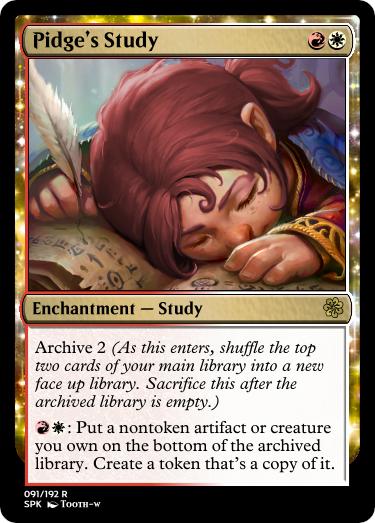 Pidge's Study
Enchantment — Study
Archive 2 (As this enters, shuffle the top
two cards of your main library into a new
face up library. Sacrifice this after the
archived library is empty.)
: Put a nontoken artifact or creature
you own on the bottom of the archived
library. Create a token that's a copy of it.
091/192 R
SPK Tooth-w